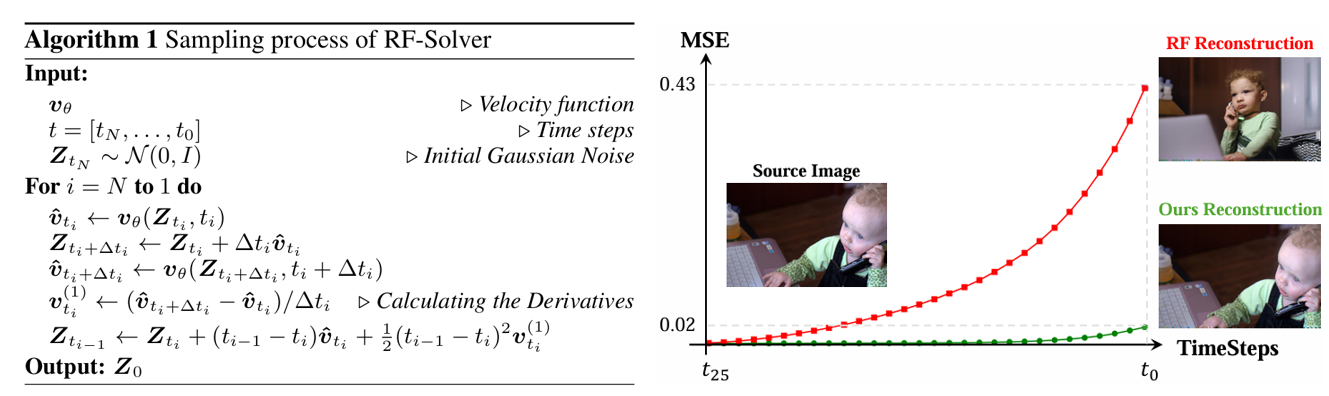 Algorithm 1 Sampling process of RF-Solver
Input:
𝒗_θ ▷ Velocity function
t = [t_N, …, t_0] ▷ Time steps
𝒁_{t_N} ∼ 𝒩(0, I) ▷ Initial Gaussian Noise
For i = N to 1 do
𝒗̂_{t_i} ← 𝒗_θ(𝒁_{t_i}, t_i)
𝒁_{t_i+Δt_i} ← 𝒁_{t_i} + Δt_i 𝒗̂_{t_i}
𝒗̂_{t_i+Δt_i} ← 𝒗_θ(𝒁_{t_i+Δt_i}, t_i + Δt_i)
𝒗^{(1)}_{t_i} ← (𝒗̂_{t_i+Δt_i} − 𝒗̂_{t_i})/Δt_i ▷ Calculating the Derivatives
𝒁_{t_{i−1}} ← 𝒁_{t_i} + (t_{i−1} − t_i)𝒗̂_{t_i} + ½(t_{i−1} − t_i)²𝒗^{(1)}_{t_i}
Output: 𝒁_0
MSE
0.43
0.02
t_25
t_0
TimeSteps
Source Image
RF Reconstruction
Ours Reconstruction